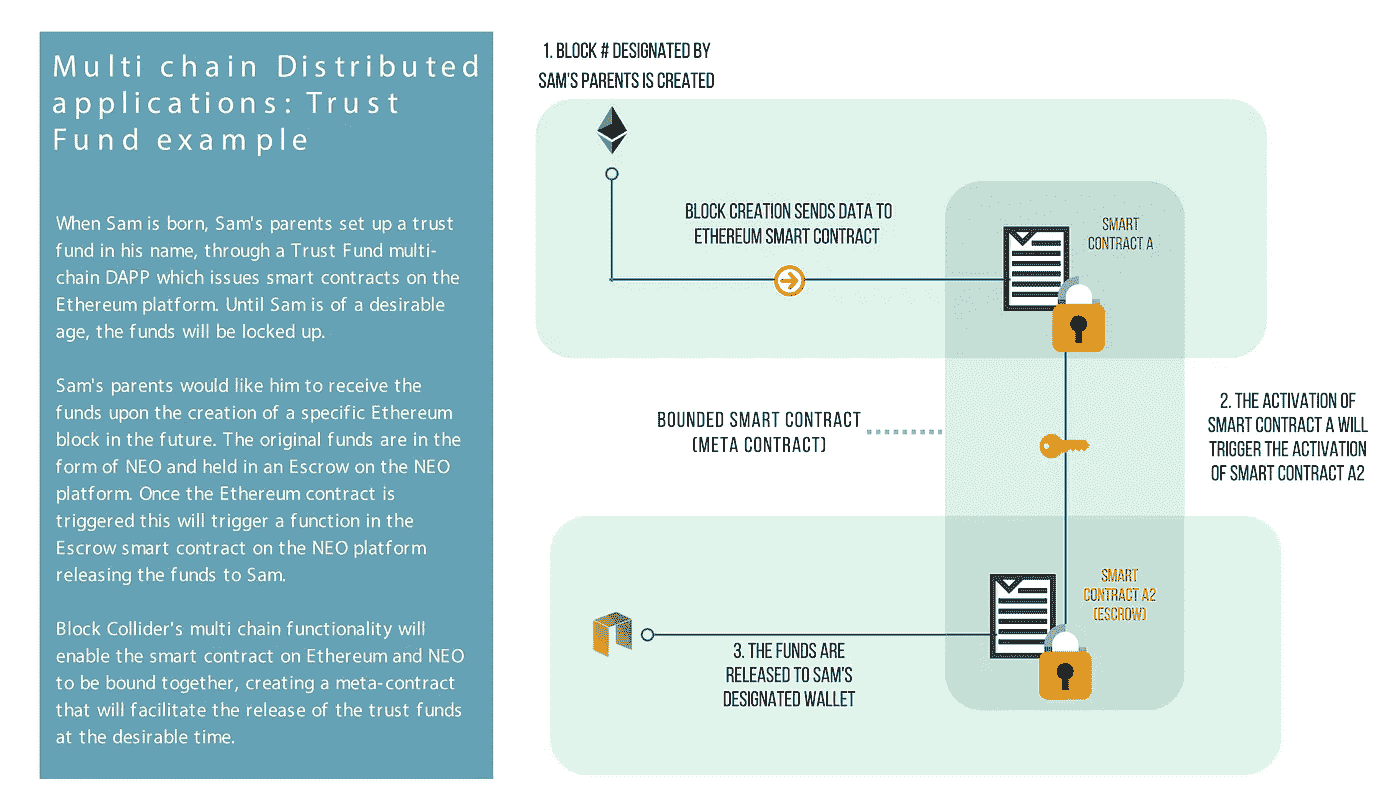 Multi chain Distributed
applications: Trust
Fund example
When Sam is born, Sam's parents set up a trust
fund in his name, through a Trust Fund multi-
chain DAPP which issues smart contracts on the
Ethereum platform. Until Sam is of a desirable
age, the funds will be locked up.
Sam's parents would like him to receive the
funds upon the creation of a specific Ethereum
block in the future. The original funds are in the
form of NEO and held in an Escrow on the NEO
platform. Once the Ethereum contract is
triggered this will trigger a function in the
Escrow smart contract on the NEO platform
releasing the funds to Sam.
Block Collider's multi chain functionality will
enable the smart contract on Ethereum and NEO
to be bound together, creating a meta-contract
that will facilitate the release of the trust funds
at the desirable time.
1. BLOCK # DESIGNATED BY
SAM'S PARENTS IS CREATED
BLOCK CREATION SENDS DATA TO
ETHEREUM SMART CONTRACT
SMART
CONTRACT A
BOUNDED SMART CONTRACT
(META CONTRACT)
2. THE ACTIVATION OF
SMART CONTRACT A WILL
TRIGGER THE ACTIVATION
OF SMART CONTRACT A2
SMART
CONTRACT A2
(ESCROW)
3. THE FUNDS ARE
RELEASED TO SAM'S
DESIGNATED WALLET